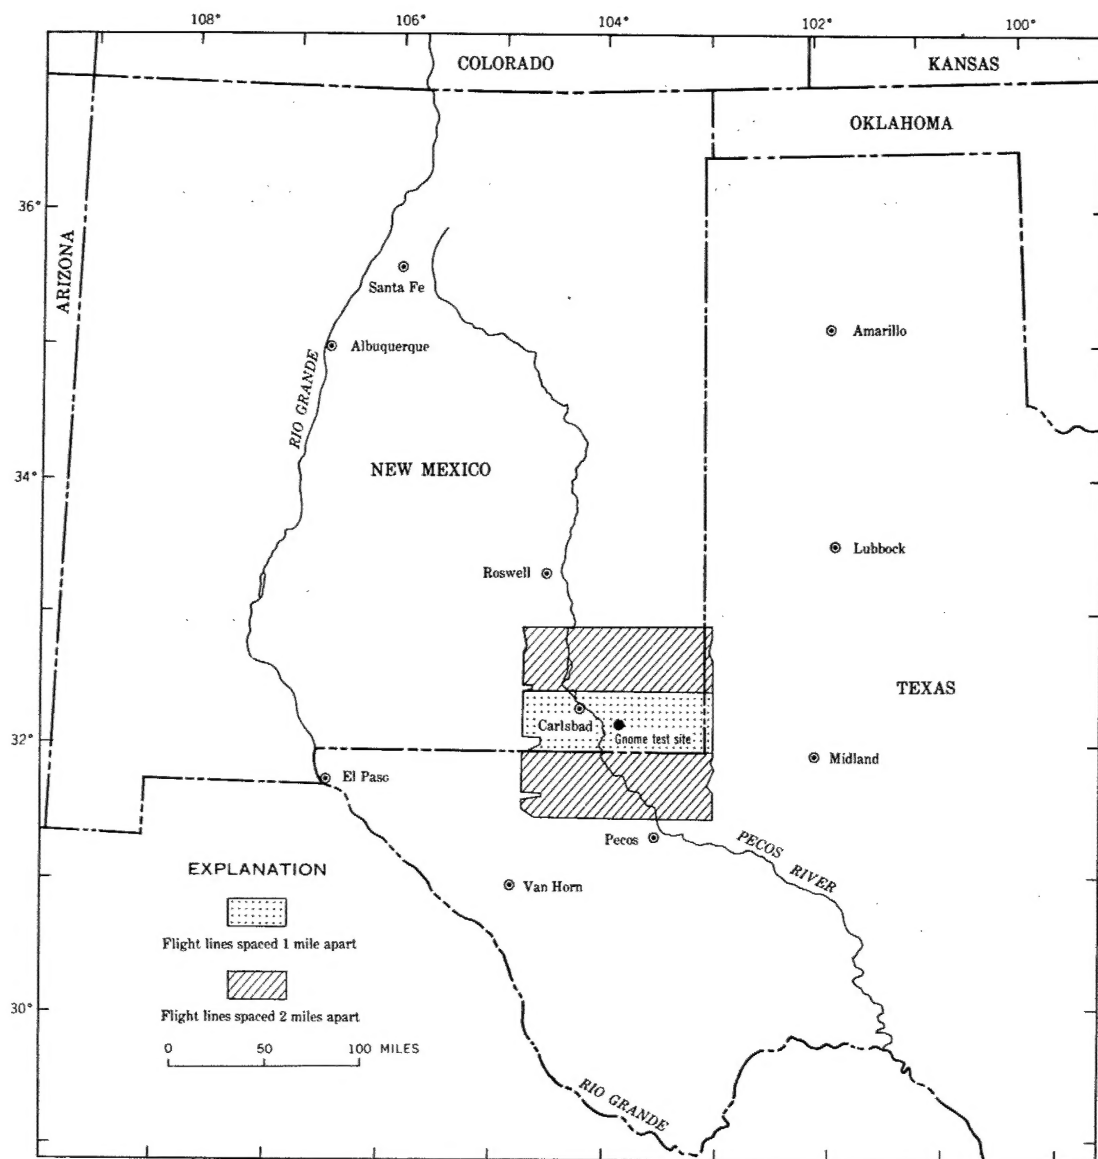 108° 106° 104° 102° 100°
COLORADO
KANSAS
OKLAHOMA
36°
ARIZONA
Santa Fe
Amarillo
Albuquerque
RIO GRANDE
34°
NEW MEXICO
Lubbock
Roswell
TEXAS
Carlsbad
Gnome test site
32°
Midland
El Paso
Pecos
PECOS RIVER
EXPLANATION
Van Horn
Flight lines spaced 1 mile apart
30°
Flight lines spaced 2 miles apart
0 50 100 MILES
RIO GRANDE